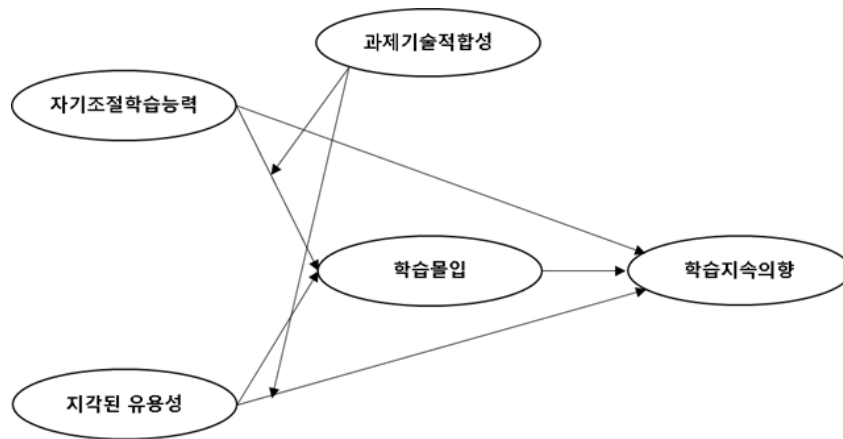 과제기술적합성
자기조절학습능력
학습몰입
학습지속의향
지각된 유용성